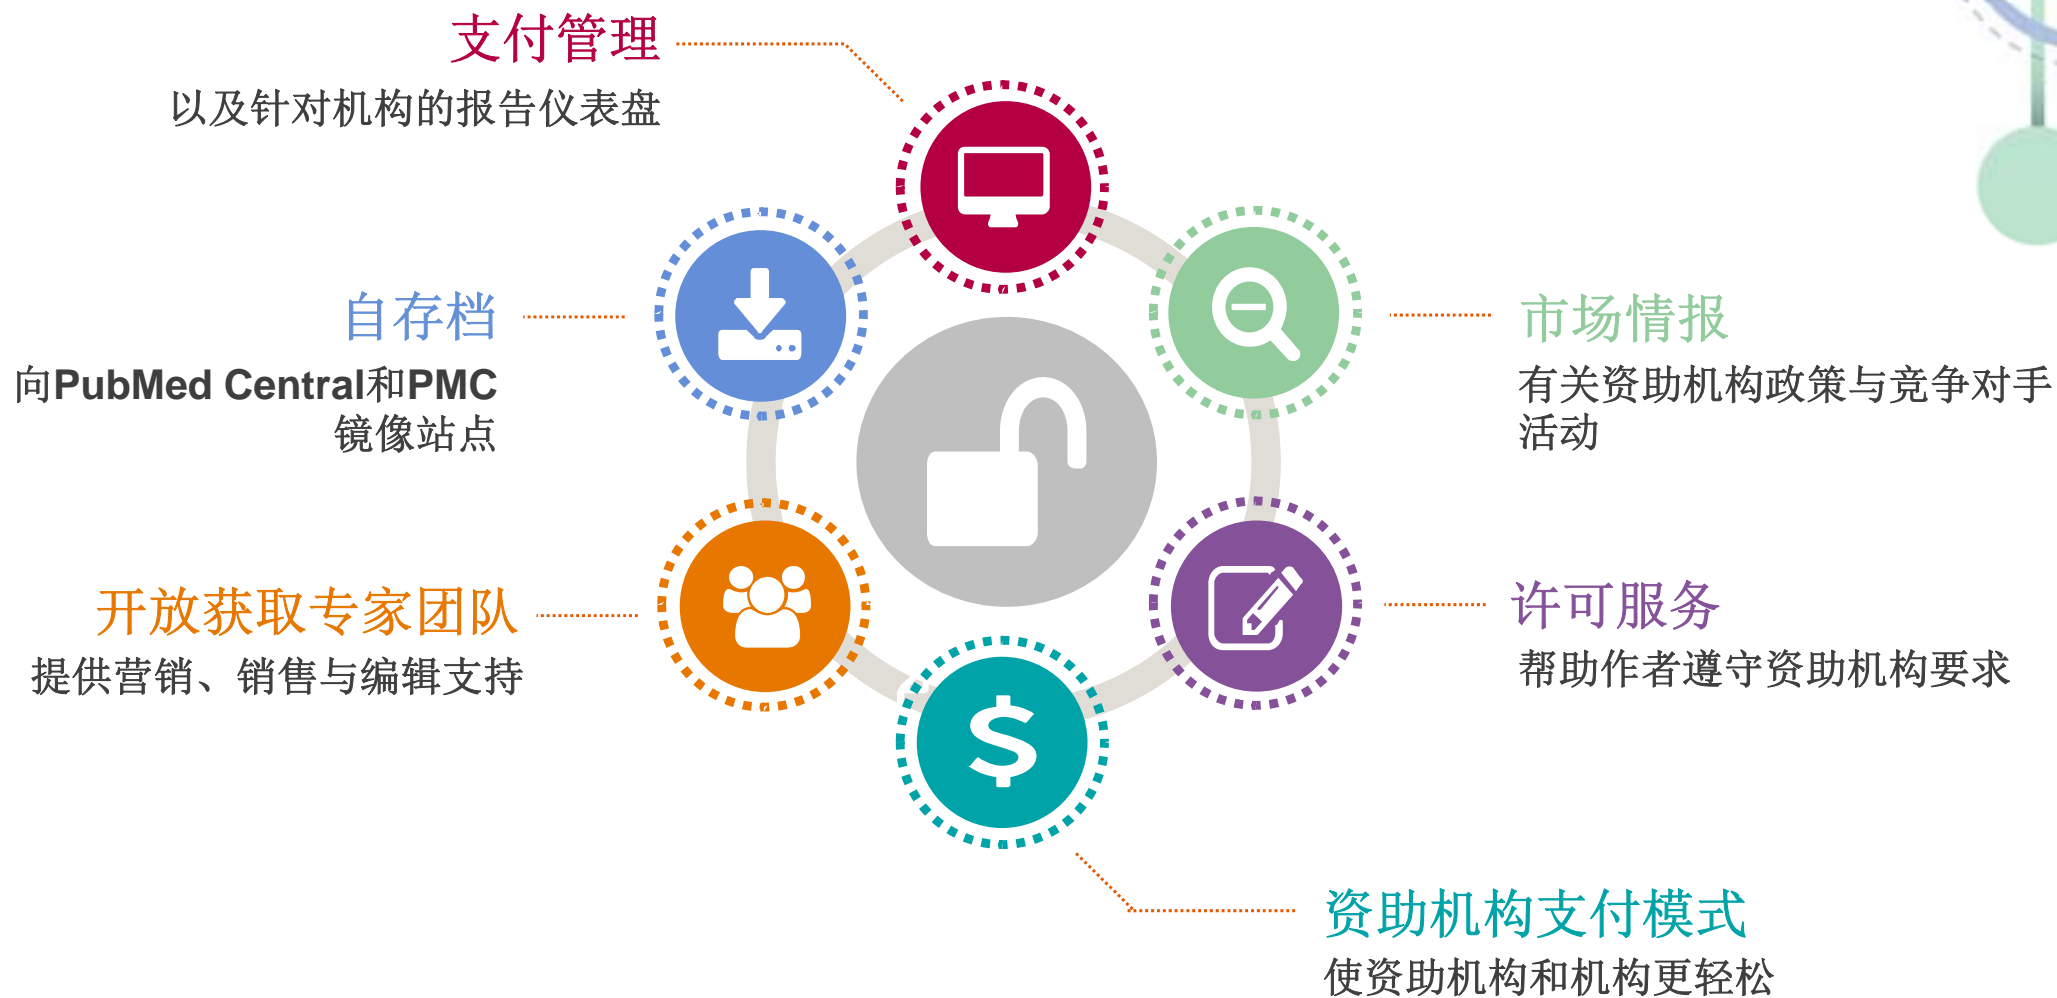 支付管理
以及针对机构的报告仪表盘
自存档
向PubMed Central和PMC
镜像站点
开放获取专家团队
提供营销、销售与编辑支持
市场情报
有关资助机构政策与竞争对手
活动
许可服务
帮助作者遵守资助机构要求
资助机构支付模式
使资助机构和机构更轻松